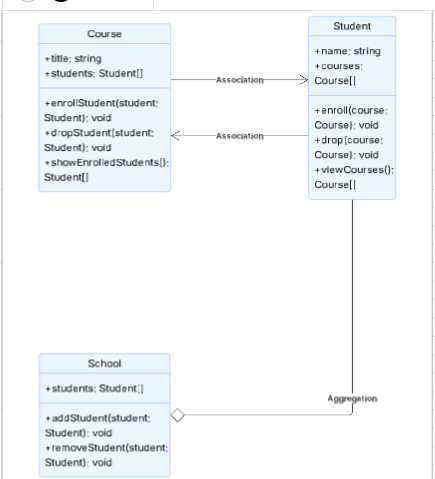 Course
+title: string
+students: Student[]
+enrollStudent(student:
Student): void
+dropStudent(student:
Student): void
+showEnrolledStudents():
Student[]
Association
Association
Student
+name: string
+courses:
Course[]
+enroll(course:
Course): void
+drop(course:
Course): void
+viewCourses():
Course[]
Aggregation
School
+students: Student[]
+addStudent(student:
Student): void
+removeStudent(student:
Student): void